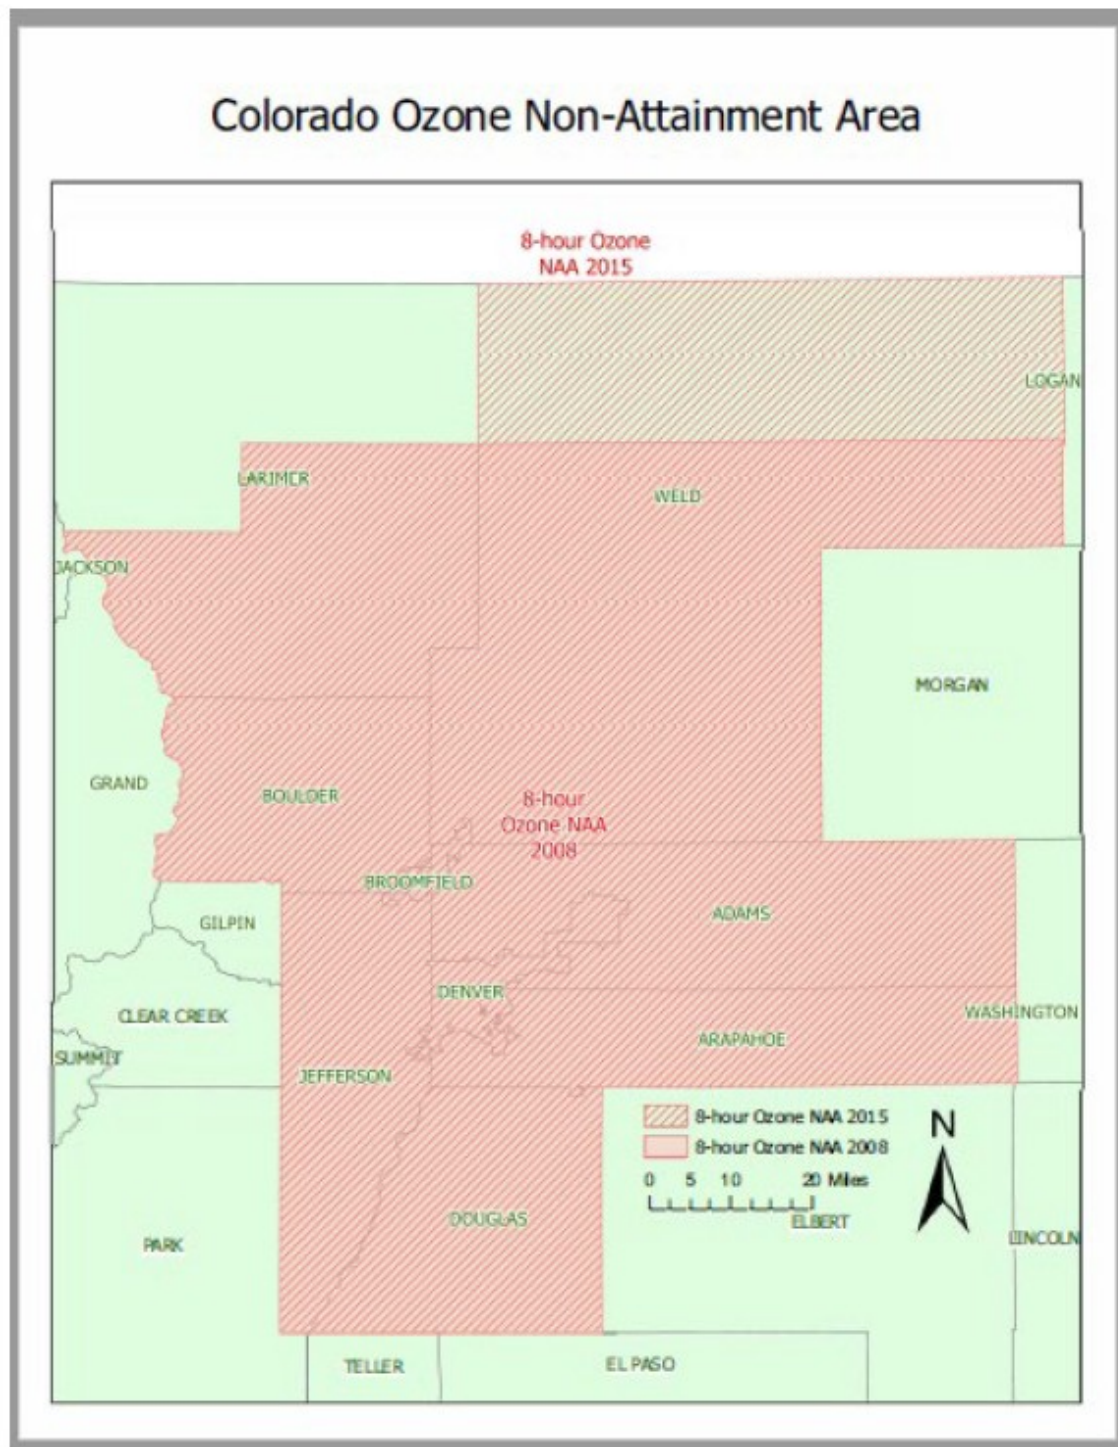 Colorado Ozone Non-Attainment Area
8-hour Ozone
NAA 2015
LOGAN
LARIMER
WELD
JACKSON
MORGAN
GRAND
BOULDER
8-hour
Ozone NAA
2008
BROOMFIELD
GILPIN
ADAMS
DENVER
CLEAR CREEK
WASHINGTON
ARAPAHOE
SUMMIT
JEFFERSON
8-hour Ozone NAA 2015
8-hour Ozone NAA 2008
N
0 5 10 20 Miles
DOUGLAS
ELBERT
PARK
LINCOLN
TELLER
EL PASO